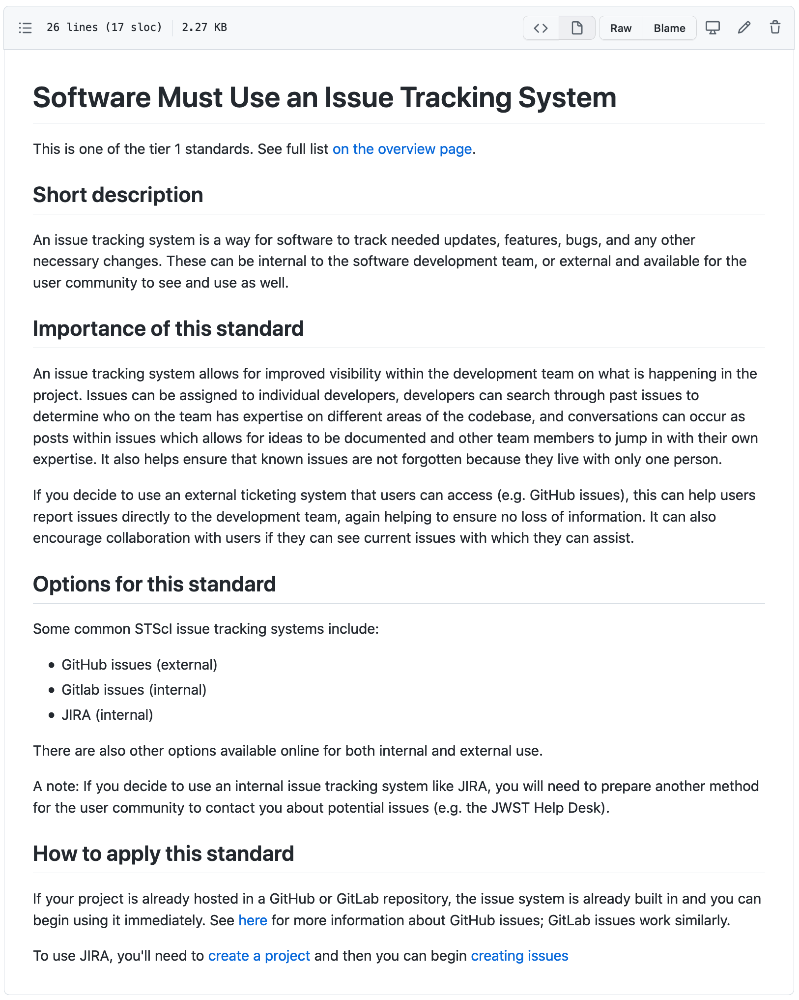 26 lines (17 sloc) 2.27 KB Raw Blame
Software Must Use an Issue Tracking System
This is one of the tier 1 standards. See full list on the overview page.
Short description
An issue tracking system is a way for software to track needed updates, features, bugs, and any other
necessary changes. These can be internal to the software development team, or external and available for the
user community to see and use as well.
Importance of this standard
An issue tracking system allows for improved visibility within the development team on what is happening in the
project. Issues can be assigned to individual developers, developers can search through past issues to
determine who on the team has expertise on different areas of the codebase, and conversations can occur as
posts within issues which allows for ideas to be documented and other team members to jump in with their own
expertise. It also helps ensure that known issues are not forgotten because they live with only one person.
If you decide to use an external ticketing system that users can access (e.g. GitHub issues), this can help users
report issues directly to the development team, again helping to ensure no loss of information. It can also
encourage collaboration with users if they can see current issues with which they can assist.
Options for this standard
Some common STScI issue tracking systems include:
• GitHub issues (external)
• Gitlab issues (internal)
• JIRA (internal)
There are also other options available online for both internal and external use.
A note: If you decide to use an internal issue tracking system like JIRA, you will need to prepare another method
for the user community to contact you about potential issues (e.g. the JWST Help Desk).
How to apply this standard
If your project is already hosted in a GitHub or GitLab repository, the issue system is already built in and you can
begin using it immediately. See here for more information about GitHub issues; GitLab issues work similarly.
To use JIRA, you'll need to create a project and then you can begin creating issues